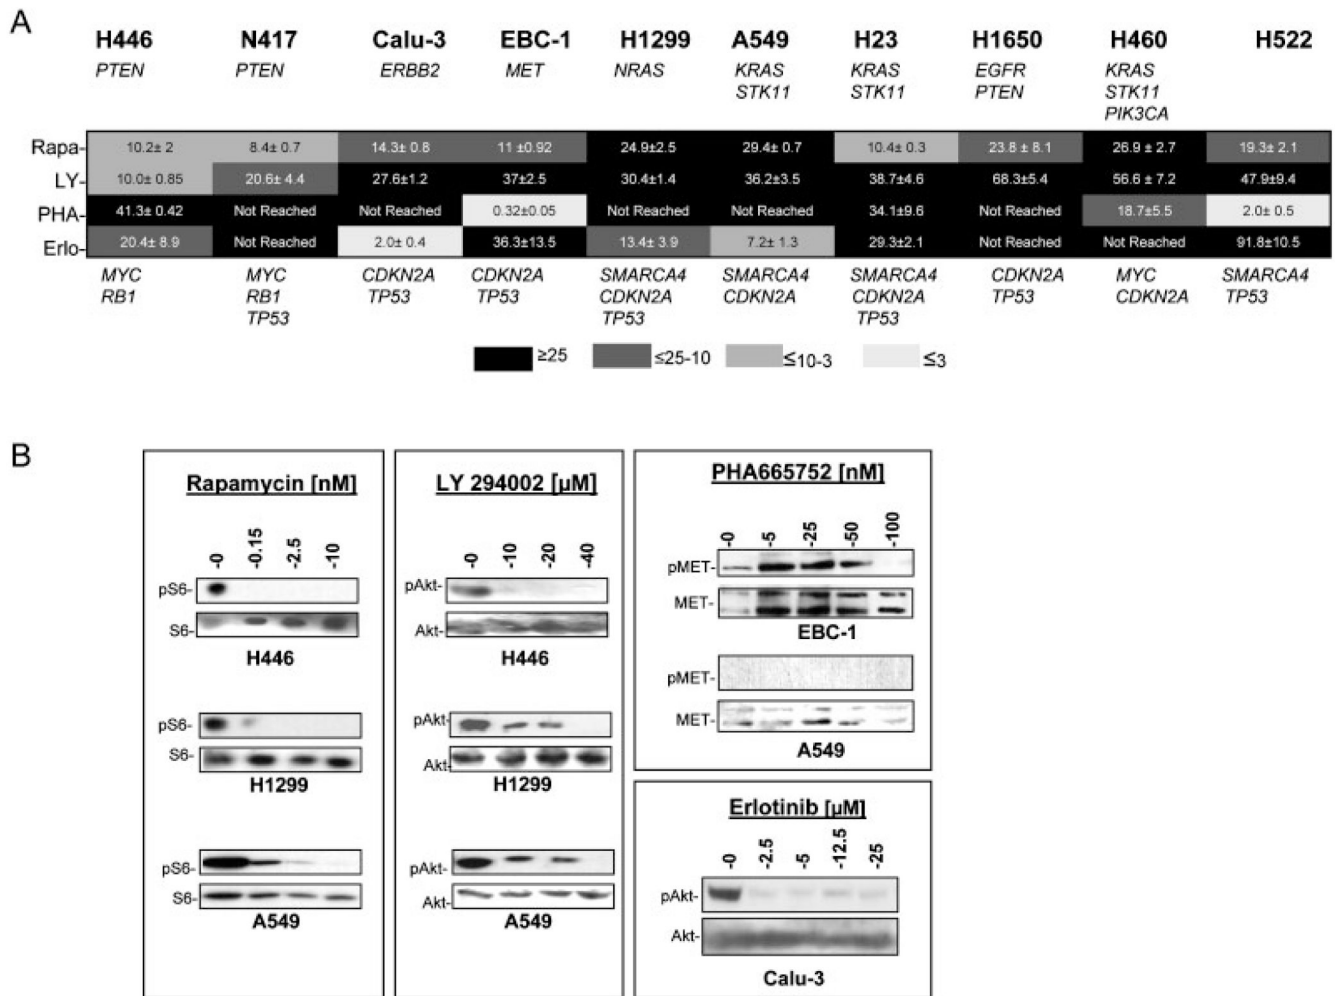 A
H446 N417 Calu-3 EBC-1 H1299 A549 H23 H1650 H460 H522
PTEN PTEN ERBB2 MET NRAS KRAS KRAS EGFR KRAS
STK11 STK11 PTEN STK11
PIK3CA
Rapa- 10.2± 2 8.4± 0.7 14.3± 0.8 11 ±0.92 24.9±2.5 29.4± 0.7 10.4± 0.3 23.8 ± 8.1 26.9 ± 2.7 19.3± 2.1
LY- 10.0± 0.85 20.6± 4.4 27.6±1.2 37±2.5 30.4±1.4 36.2±3.5 38.7±4.6 68.3±5.4 56.6 ± 7.2 47.9±9.4
PHA- 41.3± 0.42 Not Reached Not Reached 0.32±0.05 Not Reached Not Reached 34.1±9.6 Not Reached 18.7±5.5 2.0± 0.5
Erlo- 20.4± 8.9 Not Reached 2.0± 0.4 36.3±13.5 13.4± 3.9 7.2± 1.3 29.3±2.1 Not Reached Not Reached 91.8±10.5
MYC MYC CDKN2A CDKN2A SMARCA4 SMARCA4 SMARCA4 CDKN2A MYC SMARCA4
RB1 RB1 TP53 TP53 CDKN2A CDKN2A CDKN2A TP53 CDKN2A TP53
TP53 TP53 TP53
≥25 ≤25-10 ≤10-3 ≤3
B
Rapamycin [nM]
-0 -0.15 -2.5 -10
pS6-
S6-
H446
pS6-
S6-
H1299
pS6-
S6-
A549
LY 294002 [µM]
-0 -10 -20 -40
pAkt-
Akt-
H446
pAkt-
Akt-
H1299
pAkt-
Akt-
A549
PHA665752 [nM]
-0 -5 -25 -50 -100
pMET-
MET-
EBC-1
pMET-
MET-
A549
Erlotinib [µM]
-0 -2.5 -5 -12.5 -25
pAkt-
Akt-
Calu-3